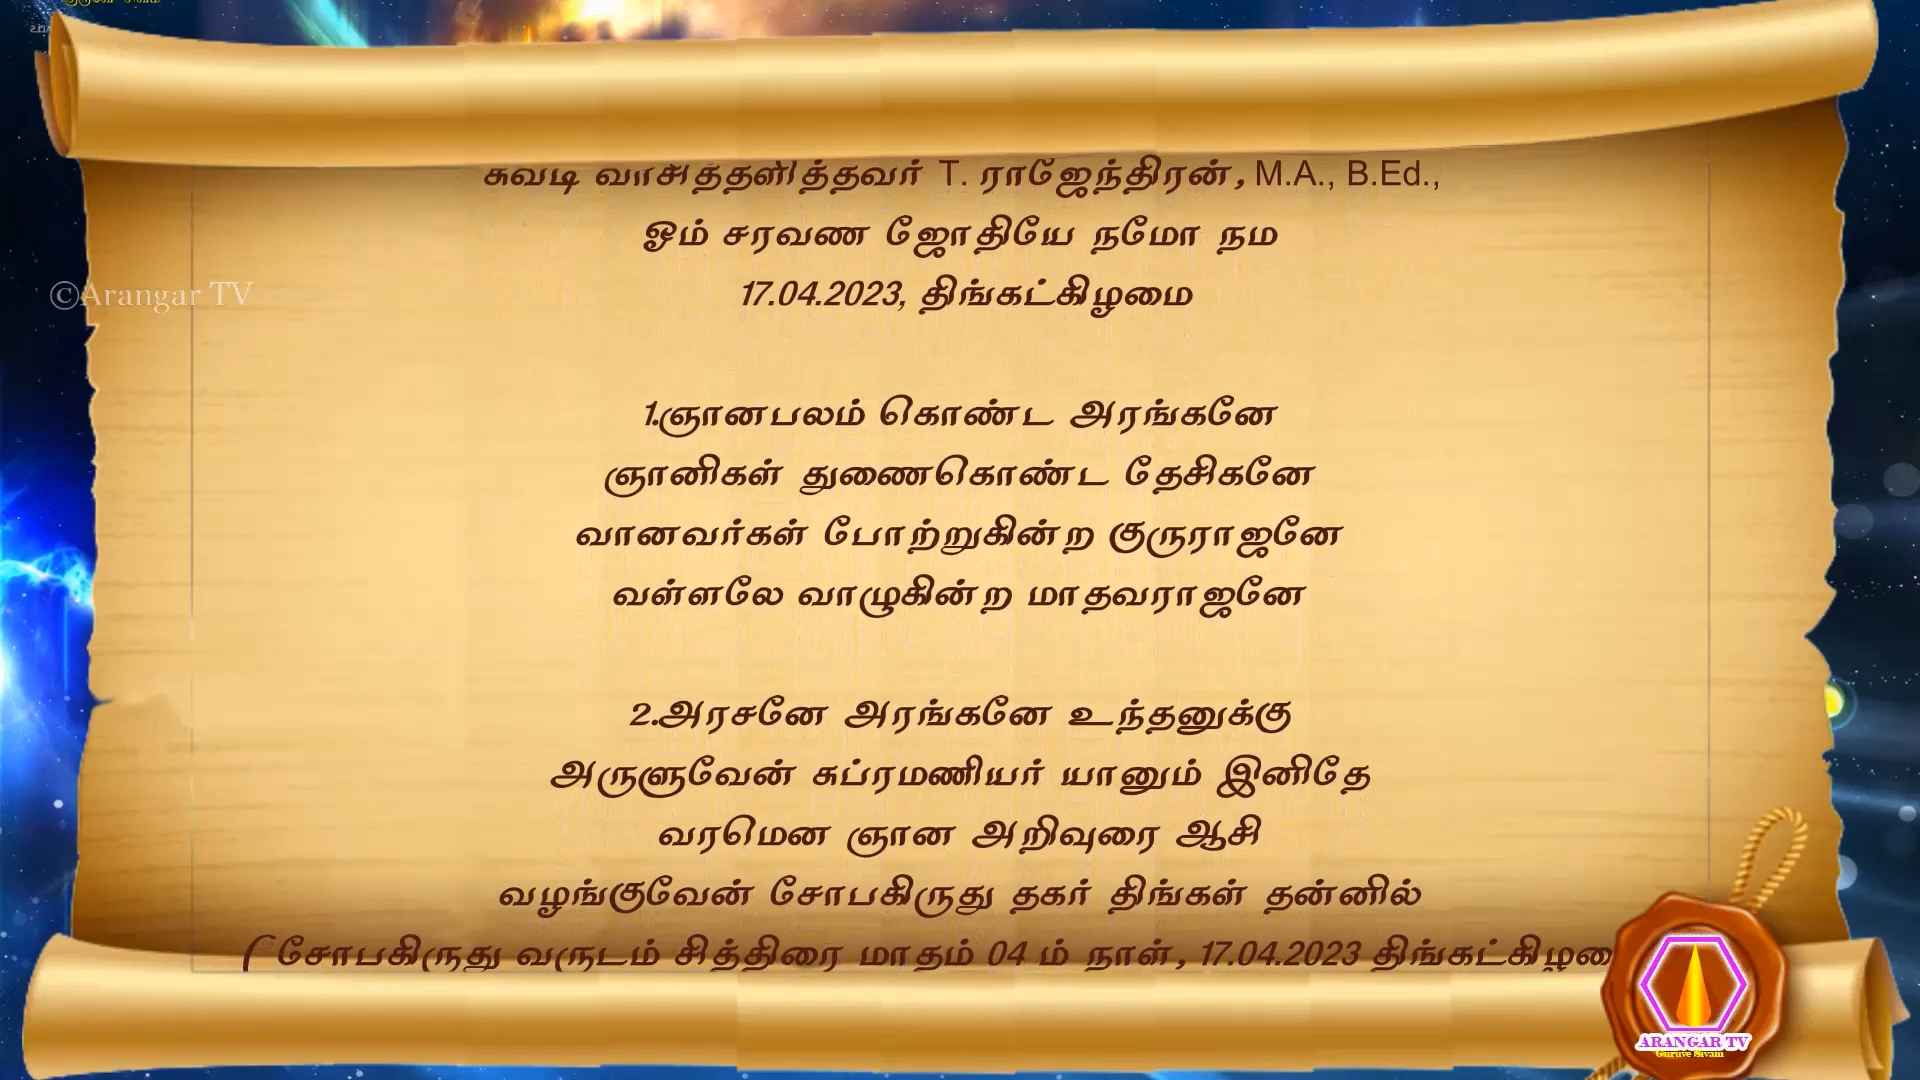 சுவடி வாசித்தளித்தவர் T. ராஜேந்திரன், M.A., B.Ed.,
ஓம் சரவண ஜோதியே நமோ நம
17.04.2023, திங்கட்கிழமை
©Arangar TV
1.ஞானபலம் கொண்ட அரங்கனே
ஞானிகள் துணைகொண்ட தேசிகனே
வானவர்கள் போற்றுகின்ற குருராஜனே
வள்ளலே வாழுகின்ற மாதவராஜனே
2.அரசனே அரங்கனே உந்தனுக்கு
அருளுவேன் சுப்ரமணியர் யானும் இனிதே
வரமென ஞான அறிவுரை ஆசி
வழங்குவேன் சோபகிருது தகர் திங்கள் தன்னில்
( சோபகிருது வருடம் சித்திரை மாதம் 04 ம் நாள், 17.04.2023 திங்கட்கிழமை
ARANGAR TV
Guruve Sivam